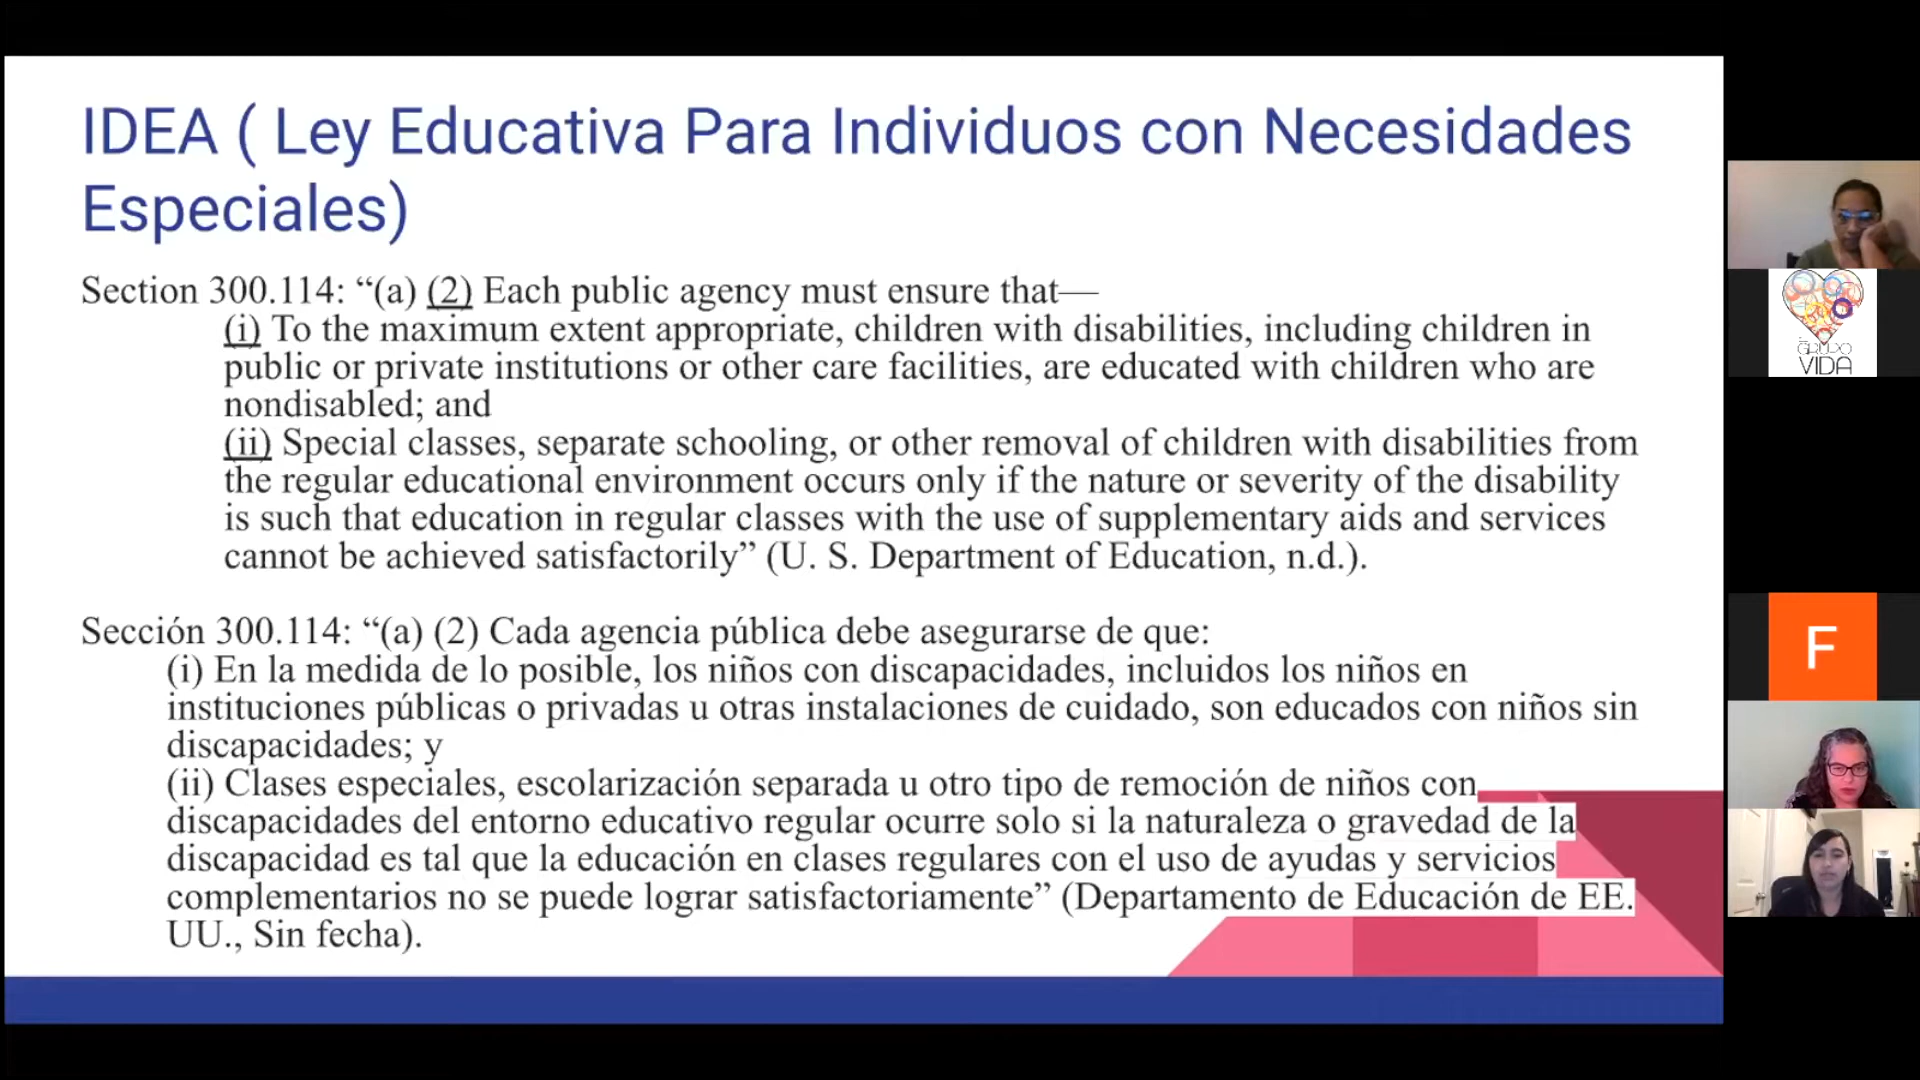 IDEA ( Ley Educativa Para Individuos con Necesidades
Especiales)
Section 300.114: “(a) (2) Each public agency must ensure that—
(i) To the maximum extent appropriate, children with disabilities, including children in
public or private institutions or other care facilities, are educated with children who are
nondisabled; and
(ii) Special classes, separate schooling, or other removal of children with disabilities from
the regular educational environment occurs only if the nature or severity of the disability
is such that education in regular classes with the use of supplementary aids and services
cannot be achieved satisfactorily” (U. S. Department of Education, n.d.).
Sección 300.114: “(a) (2) Cada agencia pública debe asegurarse de que:
(i) En la medida de lo posible, los niños con discapacidades, incluidos los niños en
instituciones públicas o privadas u otras instalaciones de cuidado, son educados con niños sin
discapacidades; y
(ii) Clases especiales, escolarización separada u otro tipo de remoción de niños con
discapacidades del entorno educativo regular ocurre solo si la naturaleza o gravedad de la
discapacidad es tal que la educación en clases regulares con el uso de ayudas y servicios
complementarios no se puede lograr satisfactoriamente” (Departamento de Educación de EE.
UU., Sin fecha).
GRUPO
VIDA
F